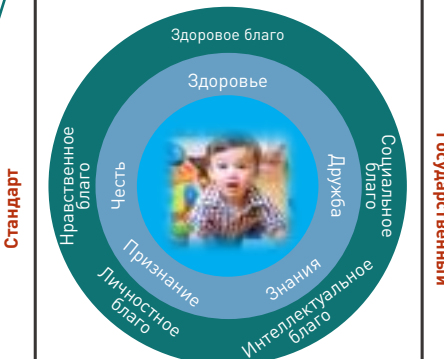 Здоровое благо
Здоровье
Нравственное
благо
Честь
Дружба
Социальное
благо
Признание
Знания
Личностное
благо
Интеллектуальное
благо
Стандарт
Государственный